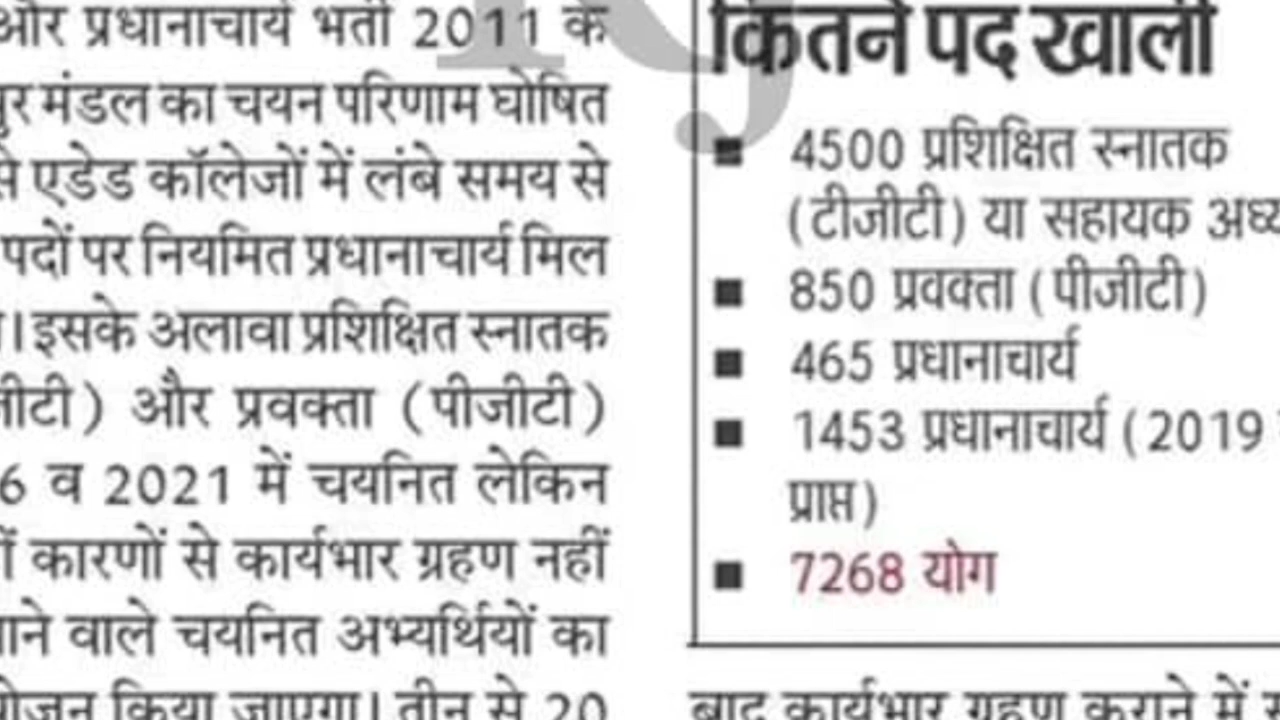 और प्रधानाचार्य भर्ती 2011 के
मंडल का चयन परिणाम घोषित
से एडेड कॉलेजों में लंबे समय से
पदों पर नियमित प्रधानाचार्य मिल
। इसके अलावा प्रशिक्षित स्नातक
) और प्रवक्ता (पीजीटी)
6 व 2021 में चयनित लेकिन
कारणों से कार्यभार ग्रहण नहीं
वाले चयनित अभ्यर्थियों का
किया जाएगा। तीन से 20
कितने पद खाली
■ 4500 प्रशिक्षित स्नातक
(टीजीटी) या सहायक
■ 850 प्रवक्ता (पीजीटी)
■ 465 प्रधानाचार्य
■ 1453 प्रधानाचार्य (2019
प्राप्त)
■ 7268 योग
बाद कार्यभार ग्रहण कराने में